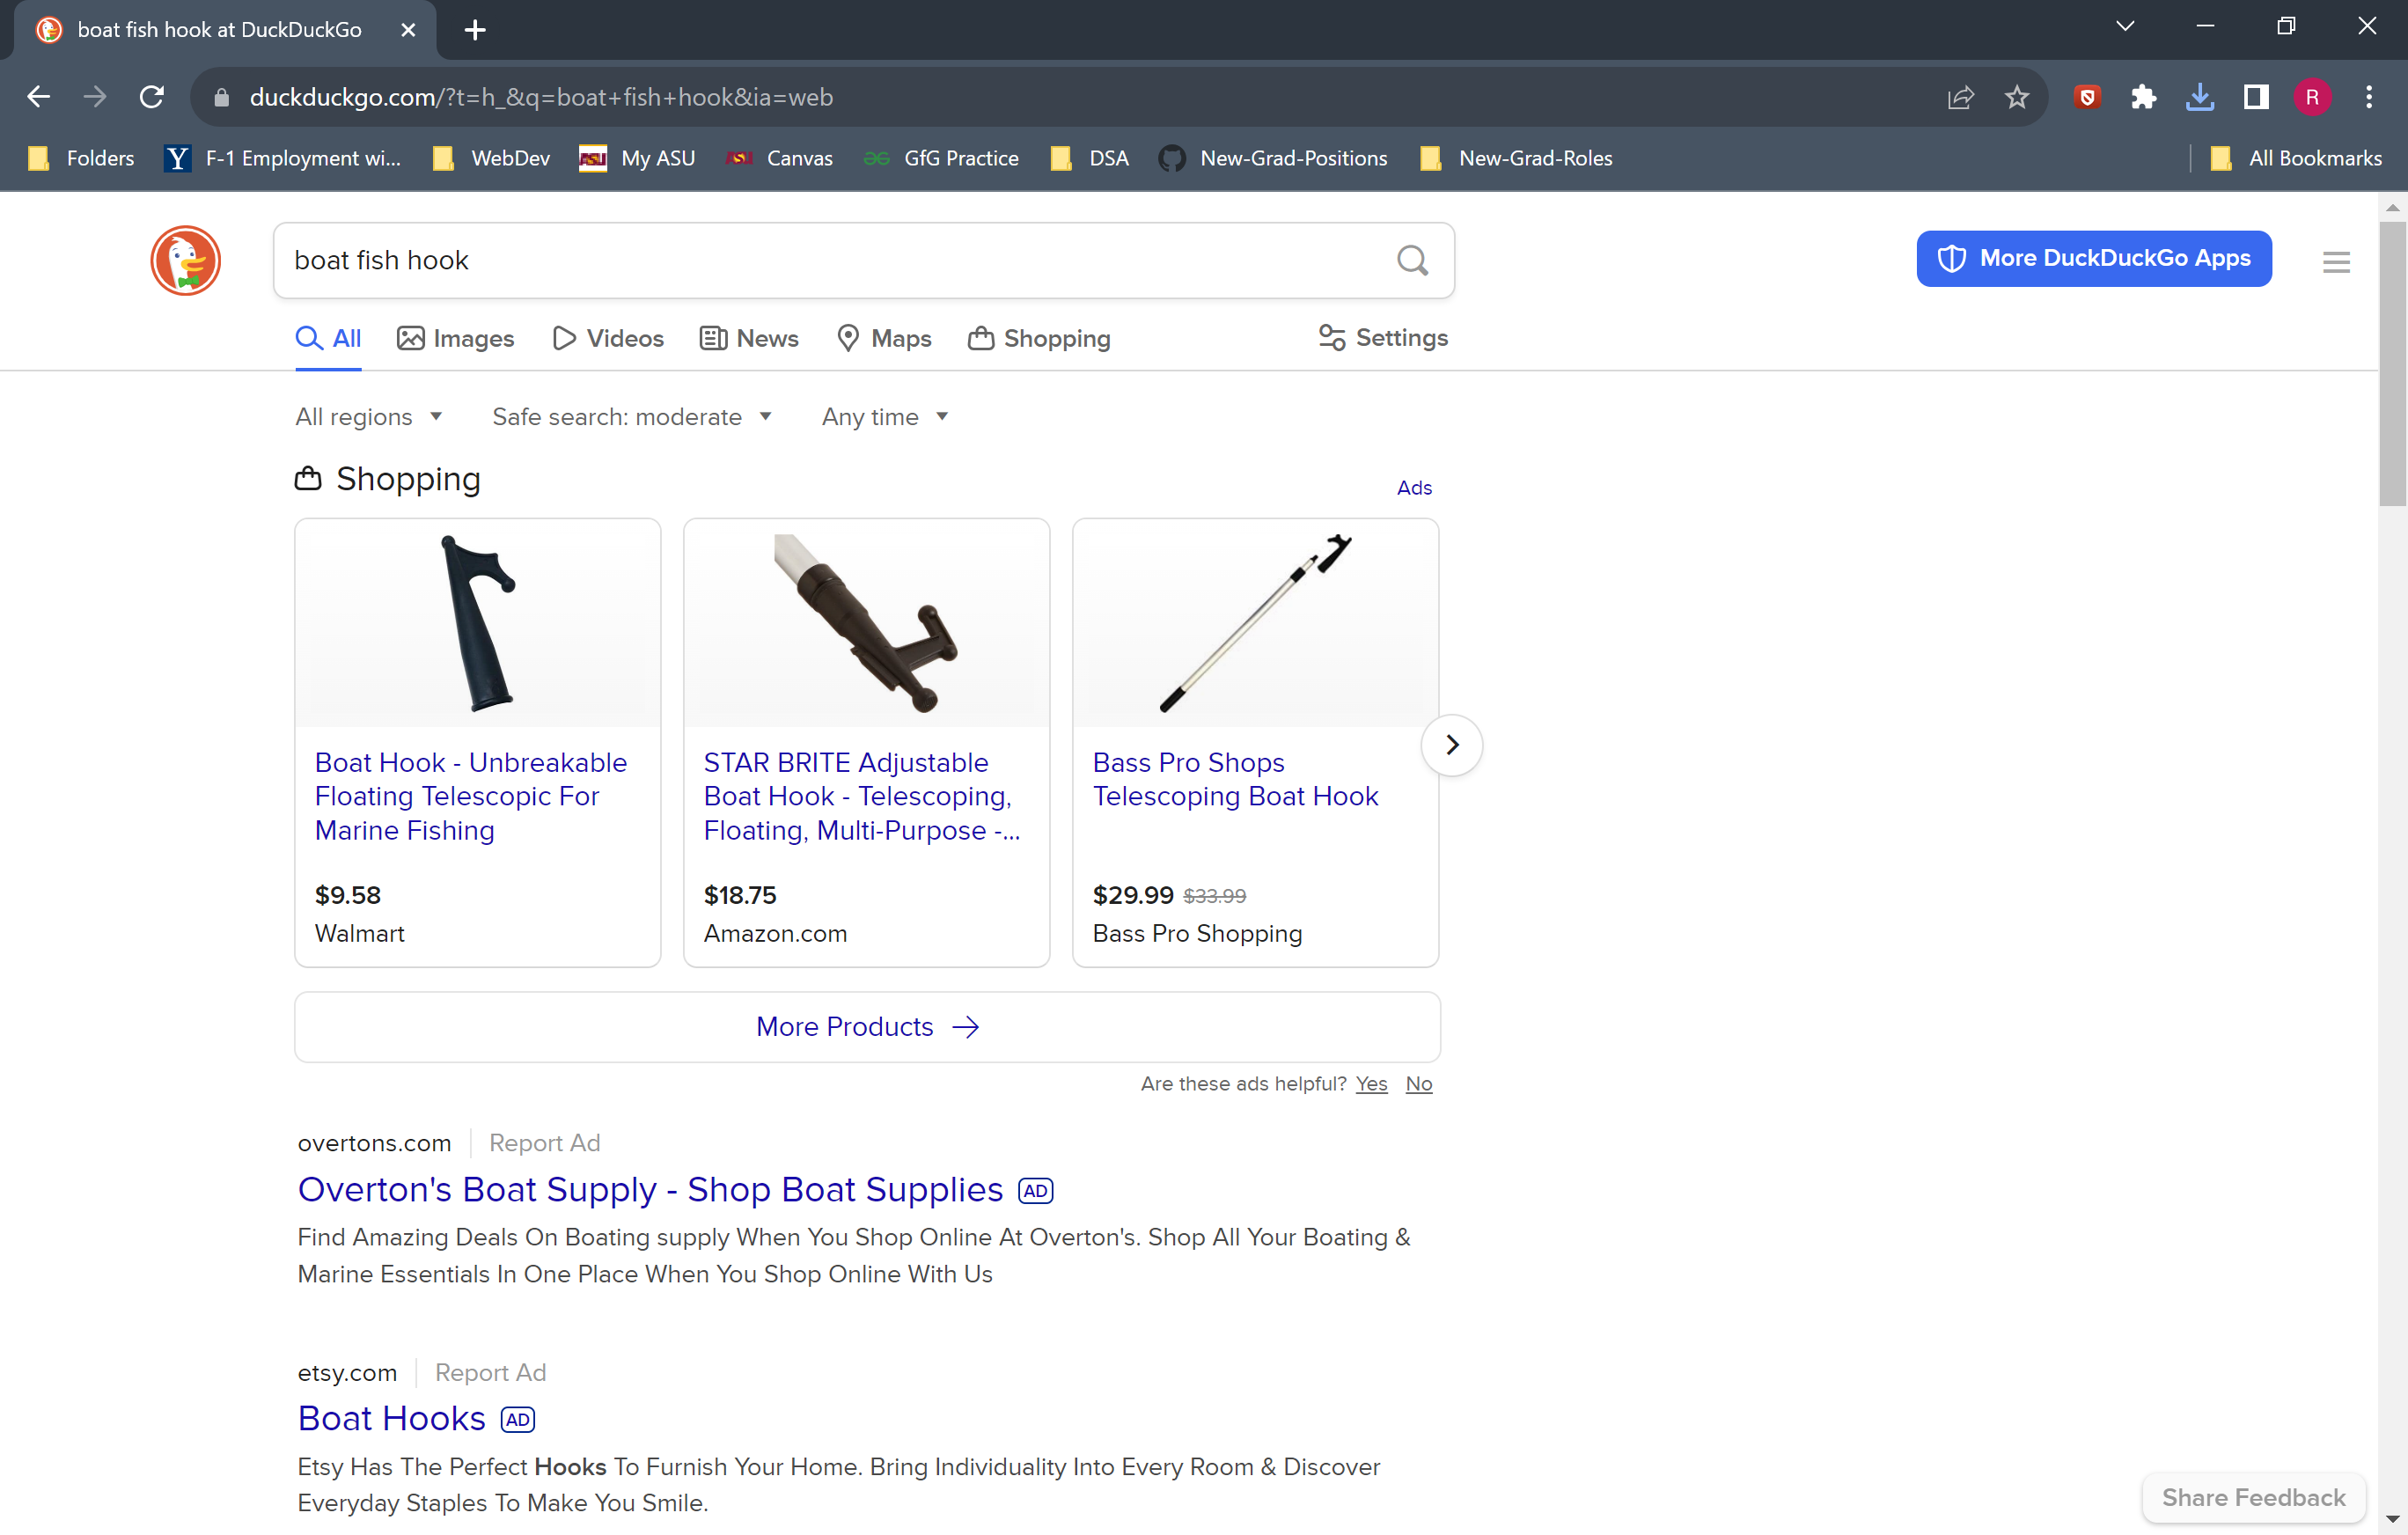 boat fish hook at DuckDuckGo
duckduckgo.com/?t=h_&q=boat+fish+hook&ia=web
R
Folders
F-1 Employment wi...
WebDev
My ASU
Canvas
GfG Practice
DSA
New-Grad-Positions
New-Grad-Roles
All Bookmarks
boat fish hook
More DuckDuckGo Apps
All
Images
Videos
News
Maps
Shopping
Settings
All regions
Safe search: moderate
Any time
Shopping
Ads
Boat Hook - Unbreakable
Floating Telescopic For
Marine Fishing
$9.58
Walmart
STAR BRITE Adjustable
Boat Hook - Telescoping,
Floating, Multi-Purpose -...
$18.75
Amazon.com
Bass Pro Shops
Telescoping Boat Hook
$29.99 $33.99
Bass Pro Shopping
More Products
Are these ads helpful? Yes No
overtons.com Report Ad
Overton's Boat Supply - Shop Boat Supplies AD
Find Amazing Deals On Boating supply When You Shop Online At Overton's. Shop All Your Boating &
Marine Essentials In One Place When You Shop Online With Us
etsy.com Report Ad
Boat Hooks AD
Etsy Has The Perfect Hooks To Furnish Your Home. Bring Individuality Into Every Room & Discover
Everyday Staples To Make You Smile.
Share Feedback